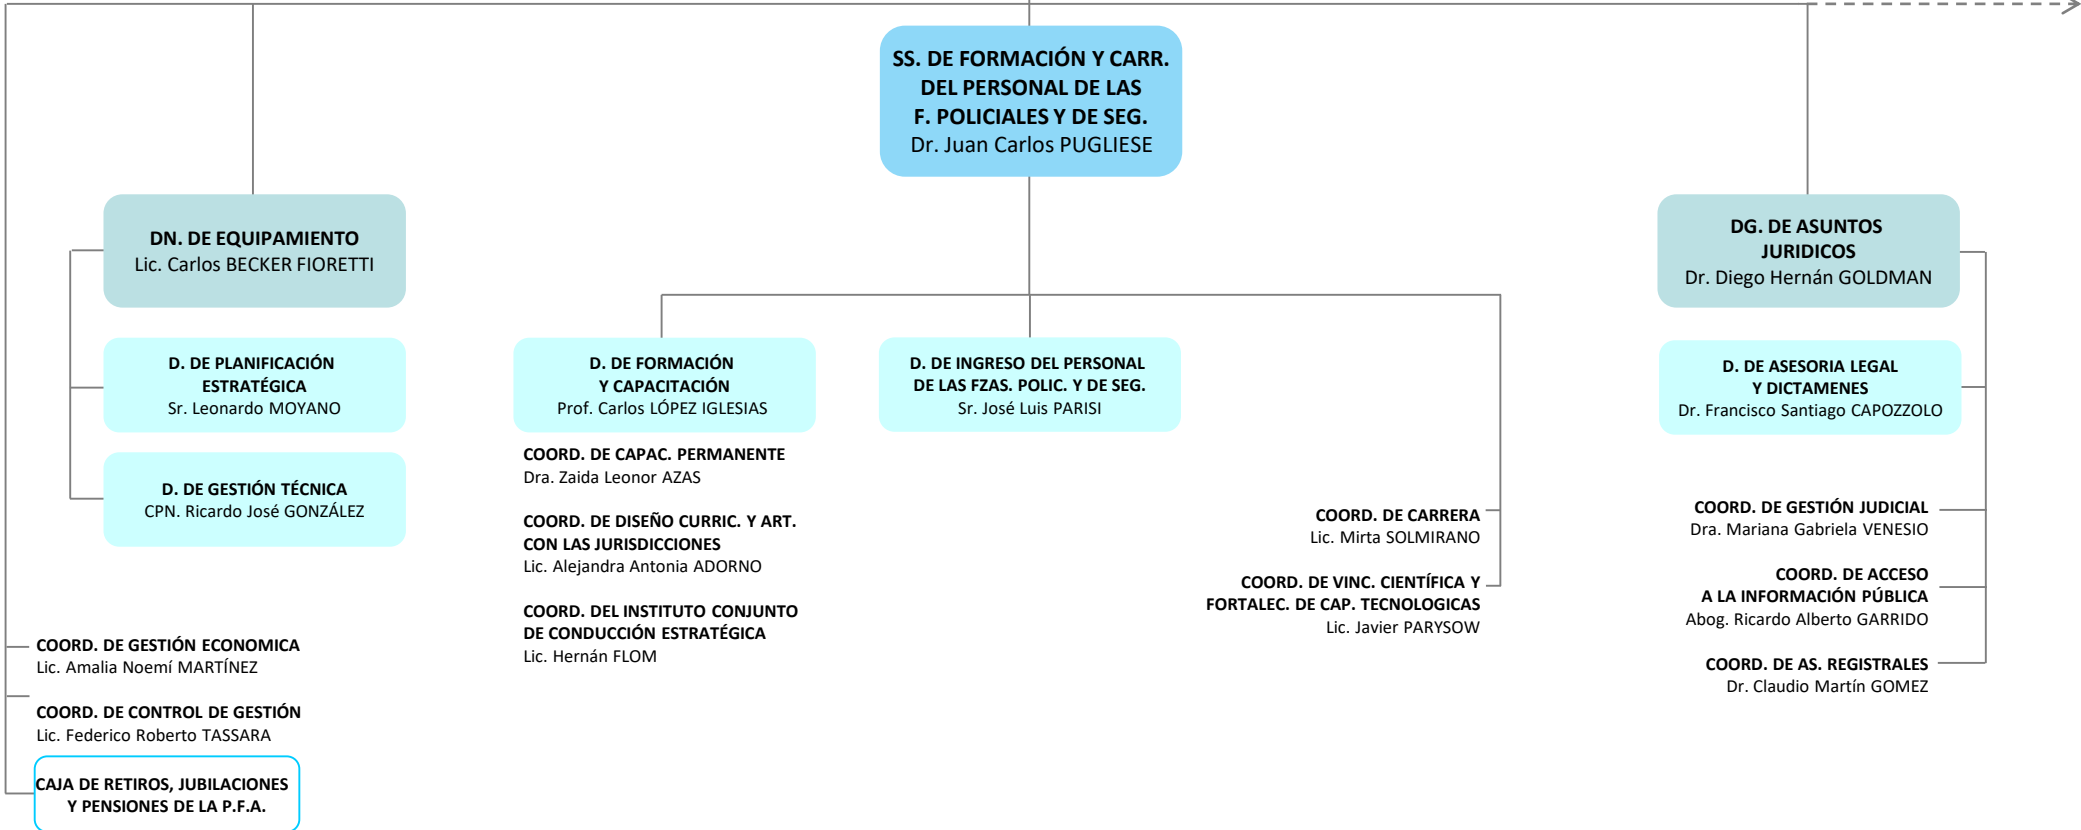 SS. DE FORMACIÓN Y CARR.
DEL PERSONAL DE LAS
F. POLICIALES Y DE SEG.
Dr. Juan Carlos PUGLIESE
DN. DE EQUIPAMIENTO
Lic. Carlos BECKER FIORETTI
D. DE PLANIFICACIÓN
ESTRATÉGICA
Sr. Leonardo MOYANO
D. DE GESTIÓN TÉCNICA
CPN. Ricardo José GONZÁLEZ
COORD. DE GESTIÓN ECONOMICA
Lic. Amalia Noemí MARTÍNEZ
COORD. DE CONTROL DE GESTIÓN
Lic. Federico Roberto TASSARA
CAJA DE RETIROS, JUBILACIONES
Y PENSIONES DE LA P.F.A.
D. DE FORMACIÓN
Y CAPACITACIÓN
Prof. Carlos LÓPEZ IGLESIAS
COORD. DE CAPAC. PERMANENTE
Dra. Zaida Leonor AZAS
COORD. DE DISEÑO CURRIC. Y ART.
CON LAS JURISDICCIONES
Lic. Alejandra Antonia ADORNO
COORD. DEL INSTITUTO CONJUNTO
DE CONDUCCIÓN ESTRATÉGICA
Lic. Hernán FLOM
D. DE INGRESO DEL PERSONAL
DE LAS FZAS. POLIC. Y DE SEG.
Sr. José Luis PARISI
COORD. DE CARRERA
Lic. Mirta SOLMIRANO
COORD. DE VINC. CIENTÍFICA Y
FORTALEC. DE CAP. TECNOLOGICAS
Lic. Javier PARYSOW
DG. DE ASUNTOS
JURIDICOS
Dr. Diego Hernán GOLDMAN
D. DE ASESORIA LEGAL
Y DICTAMENES
Dr. Francisco Santiago CAPOZZOLO
COORD. DE GESTIÓN JUDICIAL
Dra. Mariana Gabriela VENESIO
COORD. DE ACCESO
A LA INFORMACIÓN PÚBLICA
Abog. Ricardo Alberto GARRIDO
COORD. DE AS. REGISTRALES
Dr. Claudio Martín GOMEZ